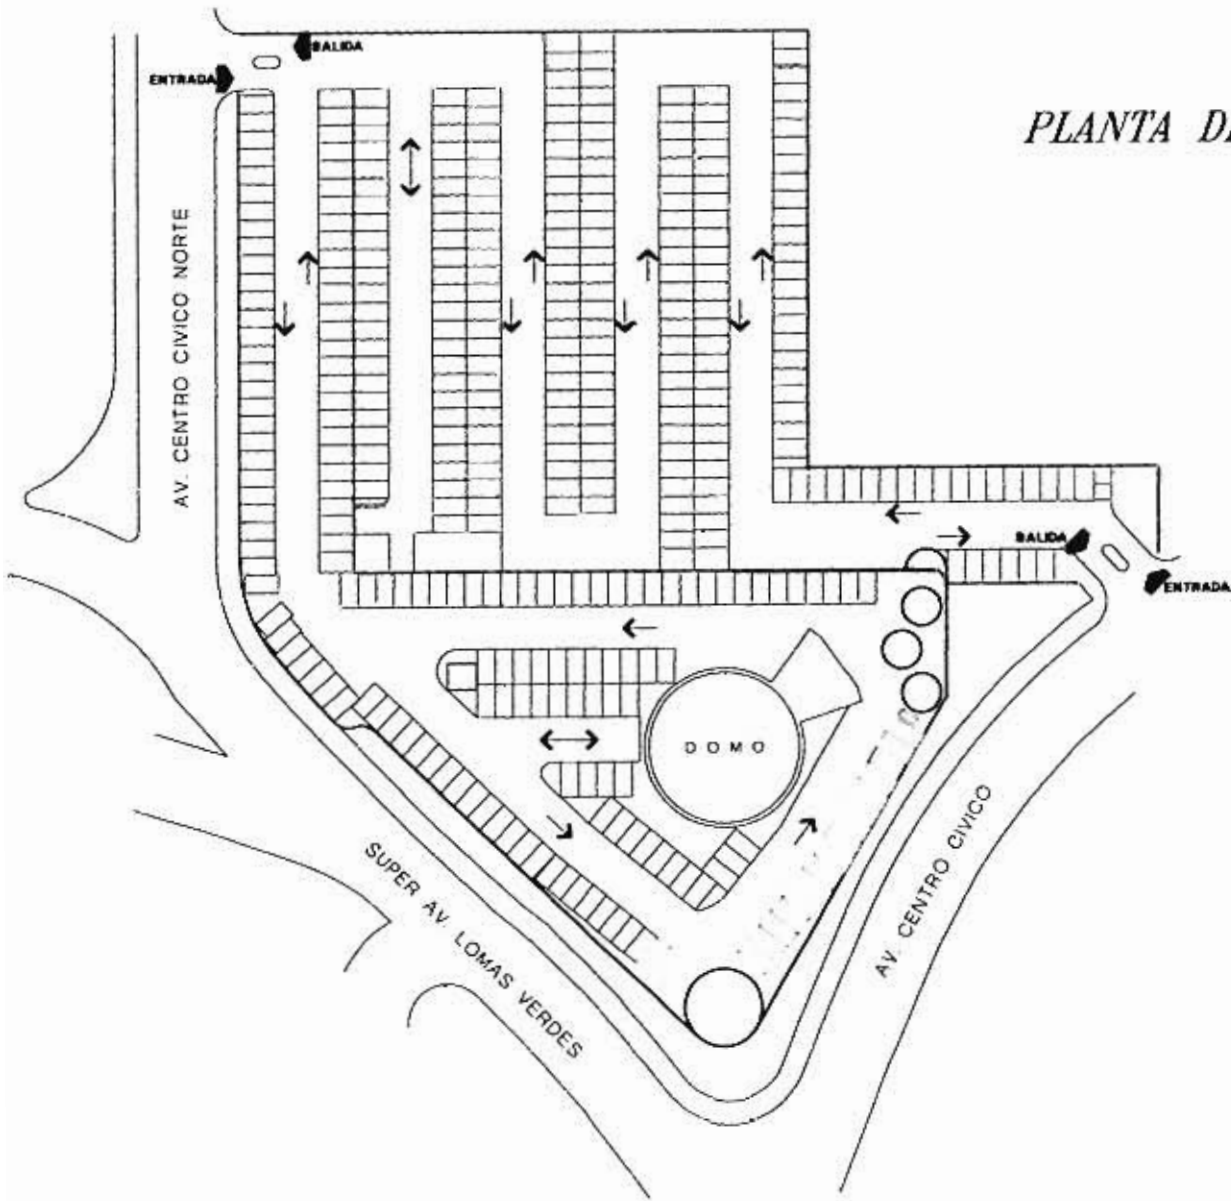 SALIDA
ENTRADA
PLANTA
AV. CENTRO CIVICO NORTE
SALIDA
ENTRADA
DOMO
SUPER AV. LOMAS VERDES
AV. CENTRO CIVICO